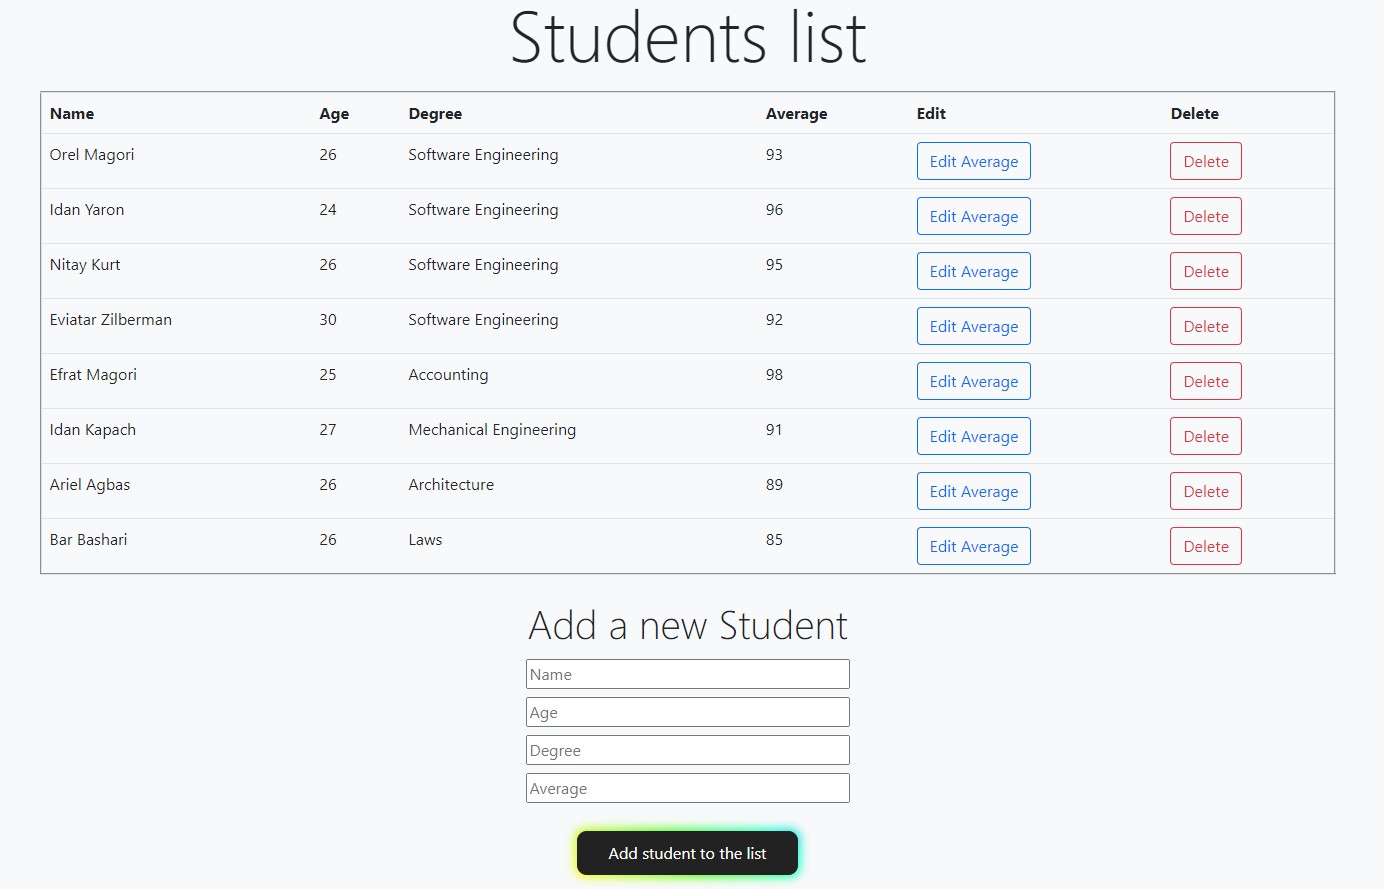 Students list
Name Age Degree Average Edit Delete
Orel Magori 26 Software Engineering 93 Edit Average Delete
Idan Yaron 24 Software Engineering 96 Edit Average Delete
Nitay Kurt 26 Software Engineering 95 Edit Average Delete
Eviatar Zilberman 30 Software Engineering 92 Edit Average Delete
Efrat Magori 25 Accounting 98 Edit Average Delete
Idan Kapach 27 Mechanical Engineering 91 Edit Average Delete
Ariel Agbas 26 Architecture 89 Edit Average Delete
Bar Bashari 26 Laws 85 Edit Average Delete
Add a new Student
Name
Age
Degree
Average
Add student to the list